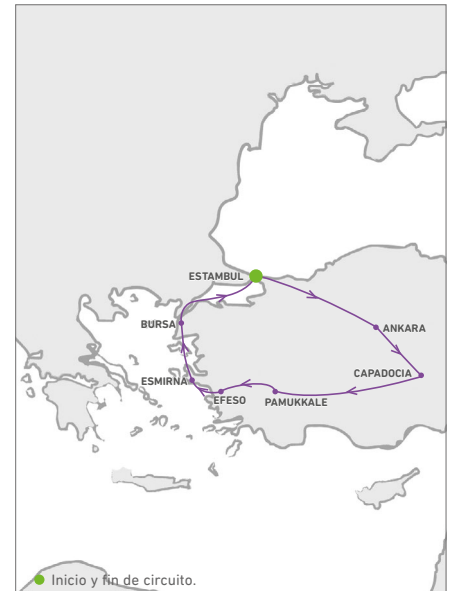 ESTAMBUL
ANKARA
BURSA
CAPADOCIA
ESMIRNA
EFESO
PAMUKKALE
Inicio y fin de circuito.